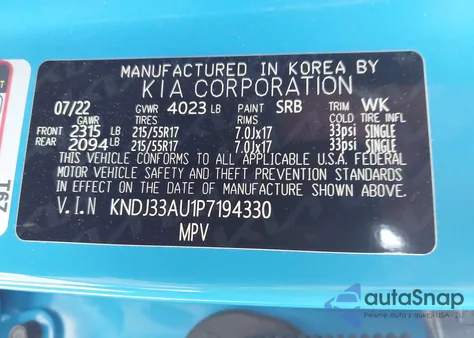 MANUFACTURED IN KOREA BY
KIA CORPORATION
07/22 GVWR 4023 LB PAINT SRB TRIM WK
GAWR TIRES RIMS COLD TIRE INFL
FRONT 2315 LB 215/55R17 7.0Jx17 33psi SINGLE
REAR 2094 LB 215/55R17 7.0Jx17 33psi SINGLE
THIS VEHICLE CONFORMS TO ALL APPLICABLE U.S.A. FEDERAL
MOTOR VEHICLE SAFETY AND THEFT PREVENTION STANDARDS
IN EFFECT ON THE DATE OF MANUFACTURE SHOWN ABOVE.
V.I.N KNDJ33AU1P7194330
MPV
autoSnap